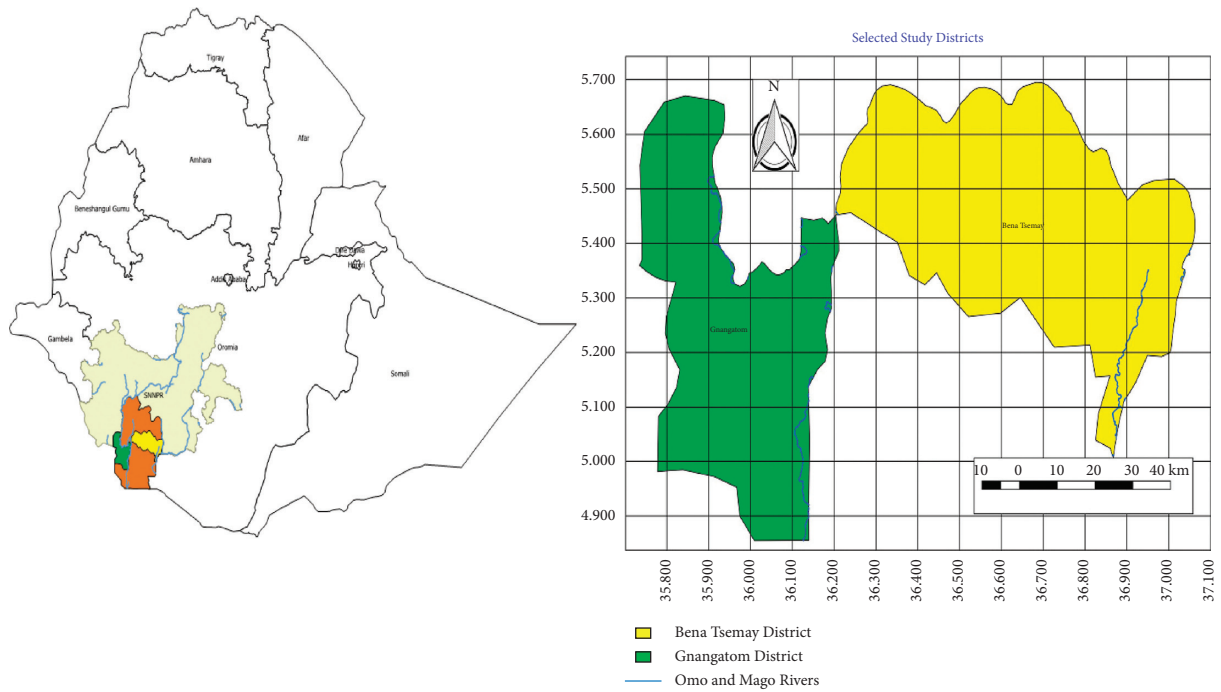 Tigray
Afar
Amhara
Beneshangul Gumu
Dire Dawa
Harari
Addis Ababa
Gambela
Oromia
Somali
SNNPR
Selected Study Districts
N
5.700
5.600
5.500
5.400
5.300
5.200
5.100
5.000
4.900
Bena Tsemay
Gnangatom
10 0 10 20 30 40 km
35.800 35.900 36.000 36.100 36.200 36.300 36.400 36.500 36.600 36.700 36.800 36.900 37.000 37.100
Bena Tsemay District
Gnangatom District
Omo and Mago Rivers